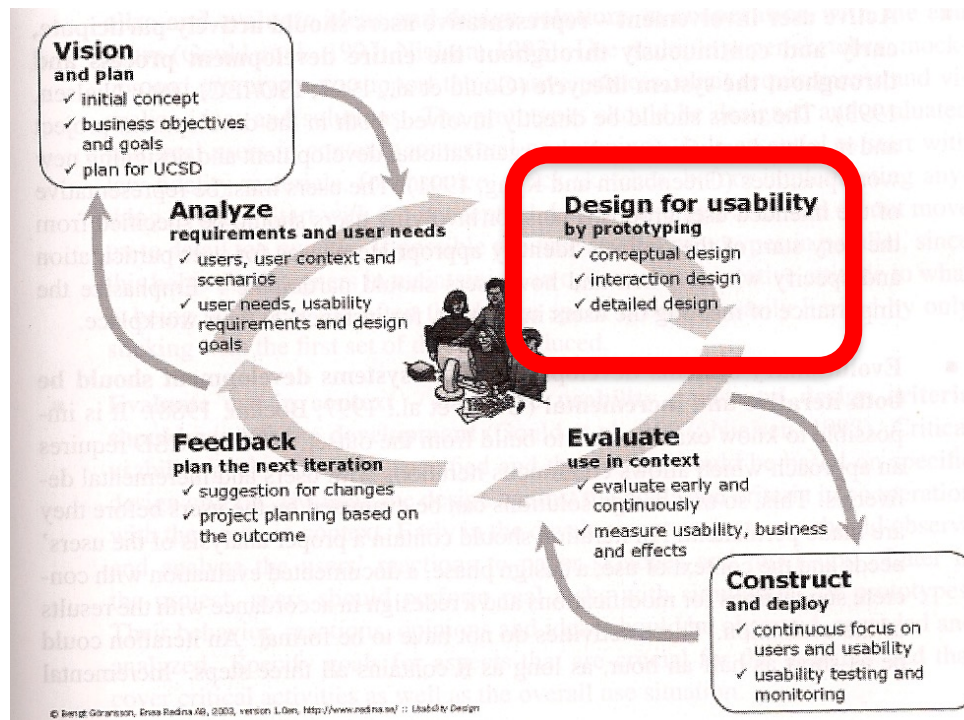 Vision
and plan
✓ initial concept
✓ business objectives
and goals
✓ plan for UCSD
Analyze
requirements and user needs
✓ users, user context and
scenarios
✓ user needs, usability
requirements and design
goals
Design for usability
by prototyping
✓ conceptual design
✓ interaction design
✓ detailed design
Feedback
plan the next iteration
✓ suggestion for changes
✓ project planning based on
the outcome
Evaluate
use in context
✓ evaluate early and
continuously
✓ measure usability, business
and effects
Construct
and deploy
✓ continuous focus on
users and usability
✓ usability testing and
monitoring
© Bengt Göransson, Enea Redina AB, 2003, version 1.0en, http://www.redina.se/ :: Usability Design